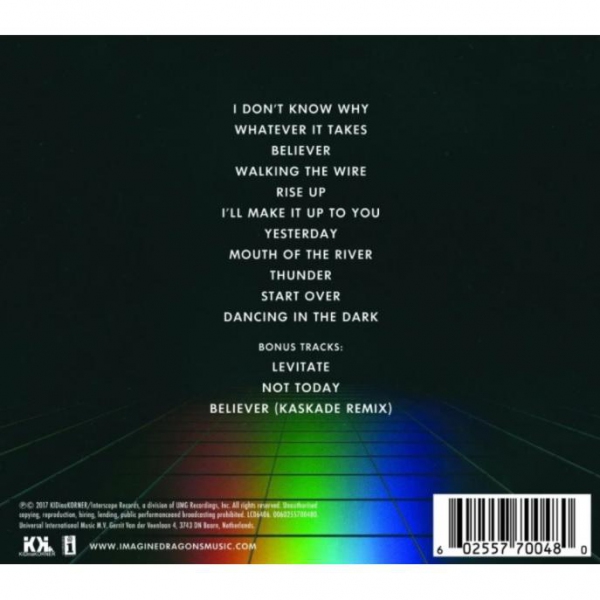 I DON'T KNOW WHY
WHATEVER IT TAKES
BELIEVER
WALKING THE WIRE
RISE UP
I'LL MAKE IT UP TO YOU
YESTERDAY
MOUTH OF THE RIVER
THUNDER
START OVER
DANCING IN THE DARK
BONUS TRACKS:
LEVITATE
NOT TODAY
BELIEVER (KASKADE REMIX)
℗© 2017 KIDinaKORNER/Interscope Records, a division of UMG Recordings, Inc. All rights reserved. Unauthorised
copying, reproduction, hiring, lending, public performanceand broadcasting prohibited. LC06406. 00602557700480.
Universal International Music M.V. Gerrit Van der Veenlaan 4, 3743 DN Baarn, Netherlands.
KK
KIDinaKORNER
i
WWW.IMAGINEDRAGONSMUSIC.COM
6 02557 70048 0